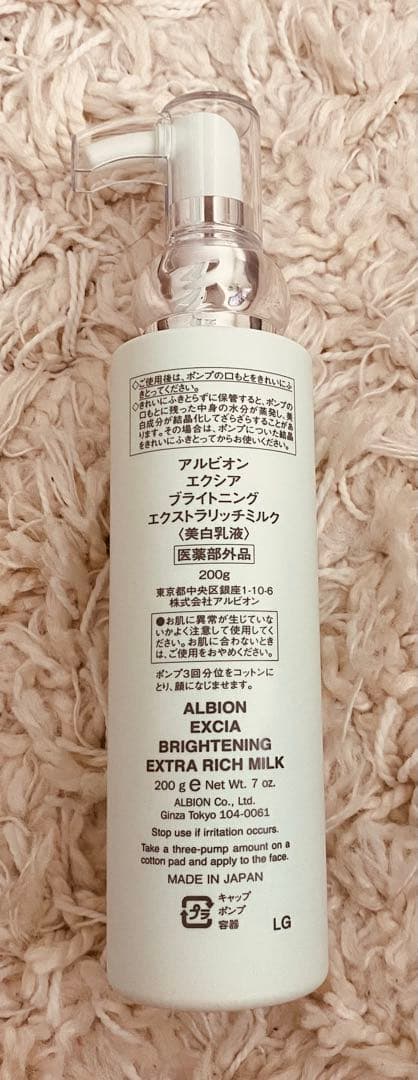 ◇ご使用後は、ポンプの口もとをきれいにふ
きとってください。
◇きれいにふきとらずに保管すると、ポンプの
口もとに残った中身の水分が蒸発し、美
白成分が結晶化してざらざらすることがあ
ります。その場合は、ポンプについた結晶
をきれいにふきとってからお使いください。
アルビオン
エクシア
ブライトニング
エクストラリッチミルク
〈美白乳液〉
医薬部外品
200g
東京都中央区銀座1-10-6
株式会社アルビオン
●お肌に異常が生じていな
いかよく注意して使用してく
ださい。お肌に合わないとき
は、ご使用をおやめください。
ポンプ3回分位をコットンに
とり、顔になじませます。
ALBION
EXCIA
BRIGHTENING
EXTRA RICH MILK
200 g e Net Wt. 7 oz.
ALBION Co., Ltd.
Ginza Tokyo 104-0061
Stop use if irritation occurs.
Take a three-pump amount on a
cotton pad and apply to the face.
MADE IN JAPAN
プラ
キャップ
ポンプ
容器
LG